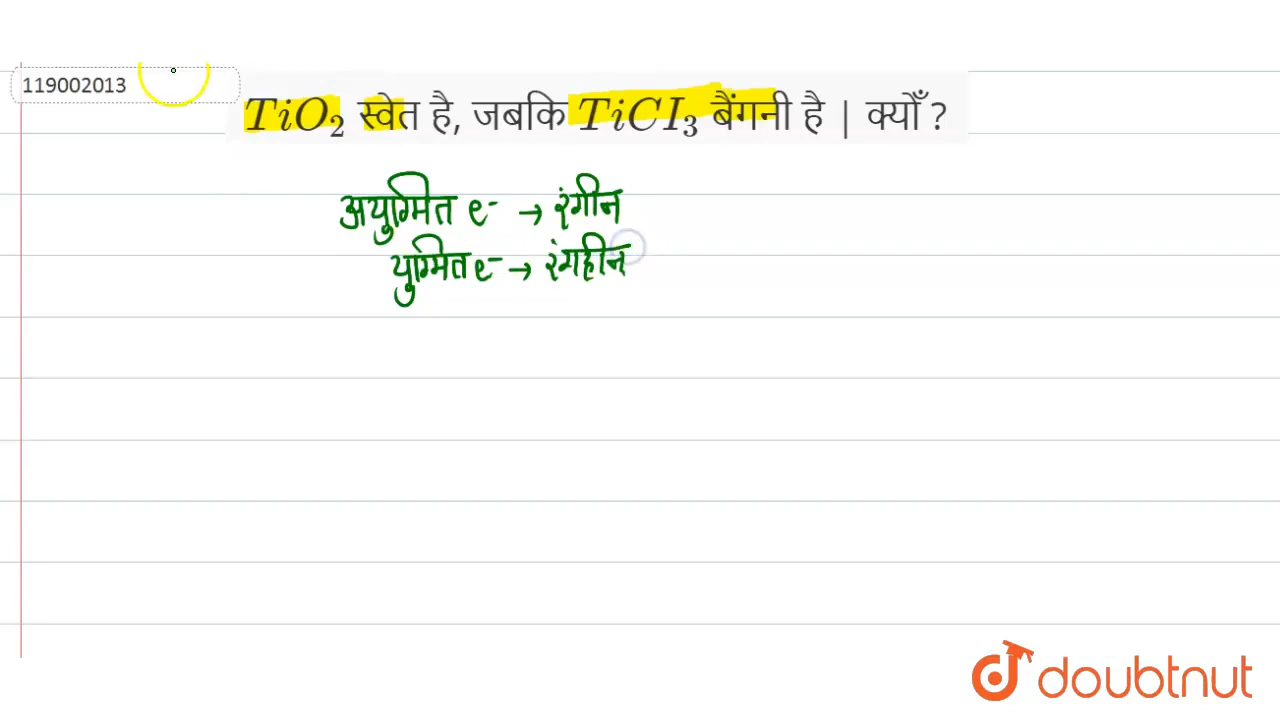 119002013
TiO₂ स्वेत है, जबकि TiCI₃ बैंगनी है | क्योँ ?
अयुग्मित e⁻ → रंगीन
युग्मित e⁻ → रंगहीन
doubtnut